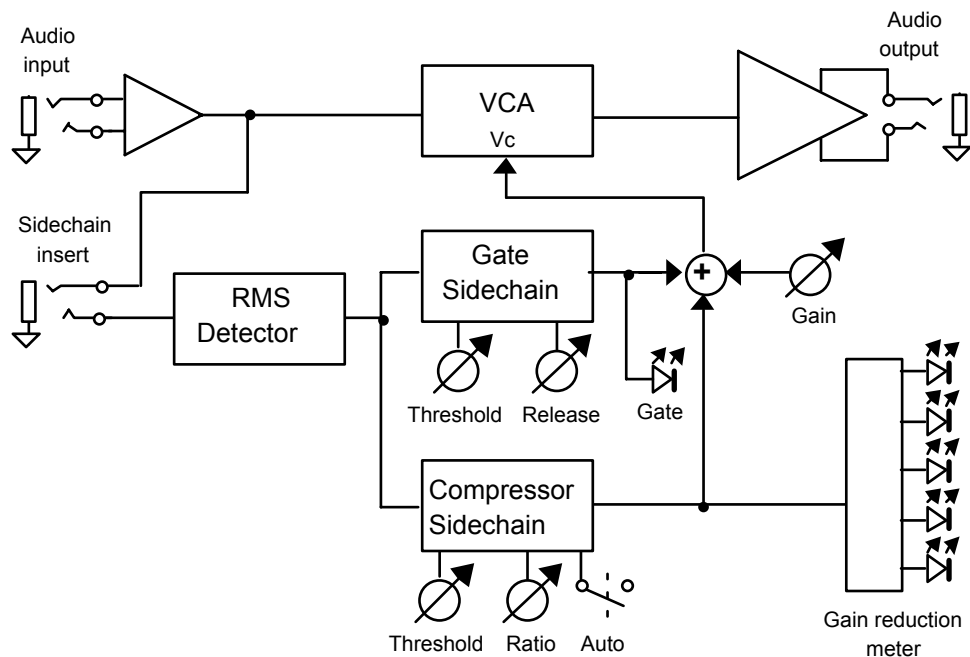 Audio
input
Audio
output
VCA
Vc
Sidechain
insert
RMS
Detector
Gate
Sidechain
+
Gain
Threshold
Release
Gate
Compressor
Sidechain
Threshold
Ratio
Auto
Gain reduction
meter